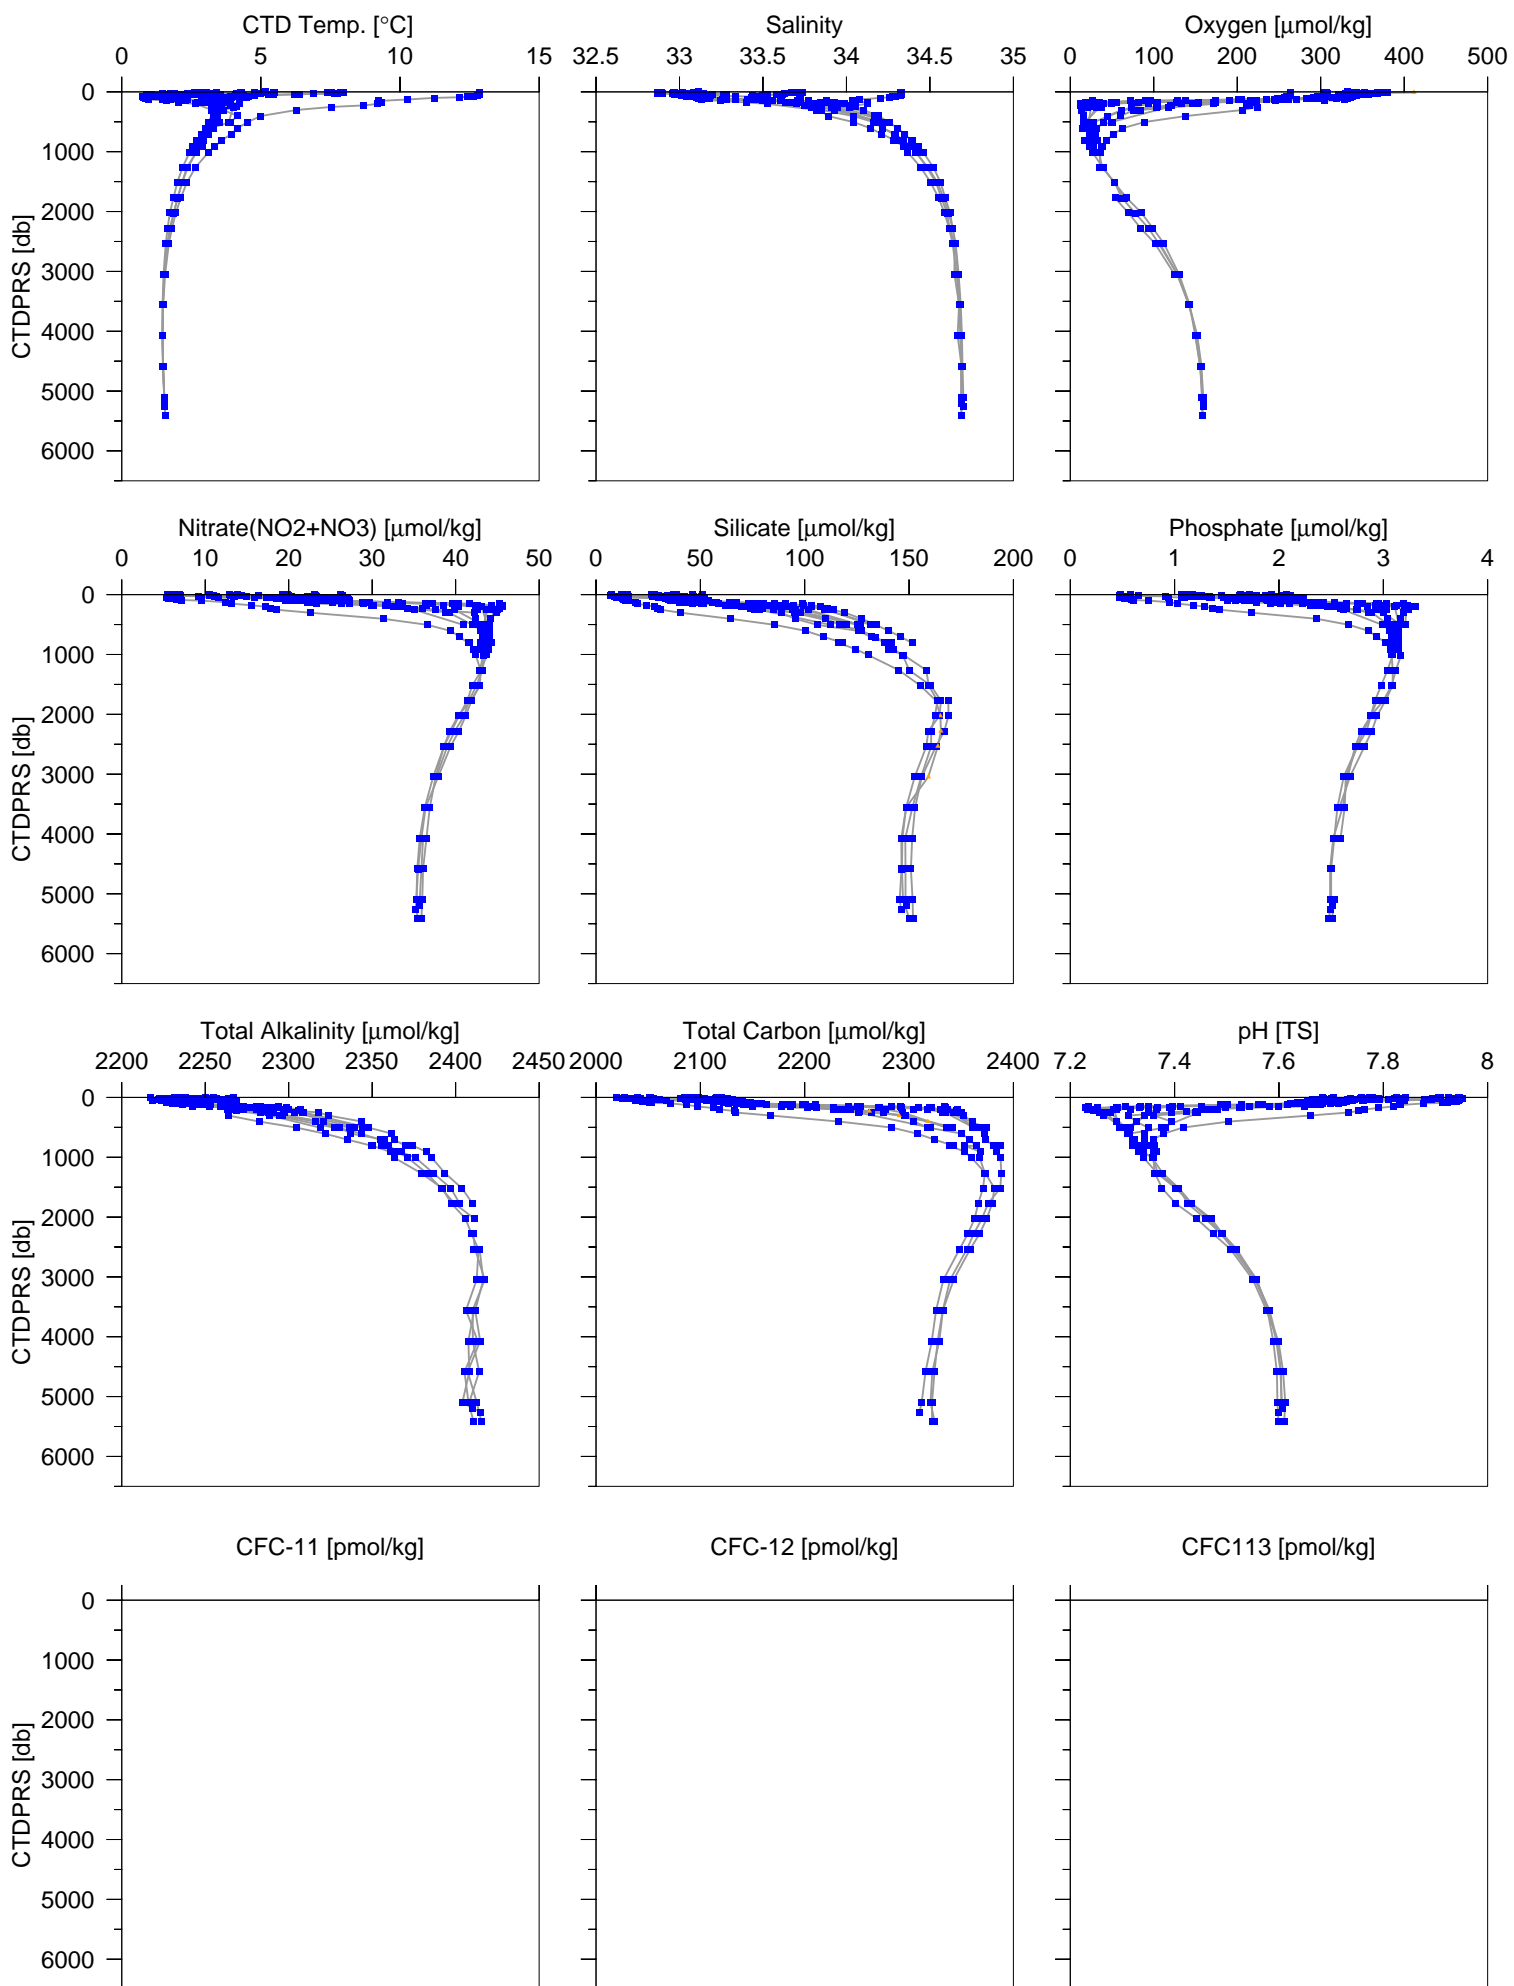 CTD Temp. [°C] Salinity Oxygen [μmol/kg]
0 5 10 15 32.5 33 33.5 34 34.5 35 0 100 200 300 400 500
0
1000
2000
3000
4000
5000
6000
CTDPRS [db]
Nitrate(NO2+NO3) [μmol/kg] Silicate [μmol/kg] Phosphate [μmol/kg]
0 10 20 30 40 50 0 50 100 150 200 0 1 2 3 4
0
1000
2000
3000
4000
5000
6000
CTDPRS [db]
Total Alkalinity [μmol/kg] Total Carbon [μmol/kg] pH [TS]
2200 2250 2300 2350 2400 2450 2000 2100 2200 2300 2400 7.2 7.4 7.6 7.8 8
0
1000
2000
3000
4000
5000
6000
CTDPRS [db]
CFC-11 [pmol/kg] CFC-12 [pmol/kg] CFC113 [pmol/kg]
0
1000
2000
3000
4000
5000
6000
CTDPRS [db]